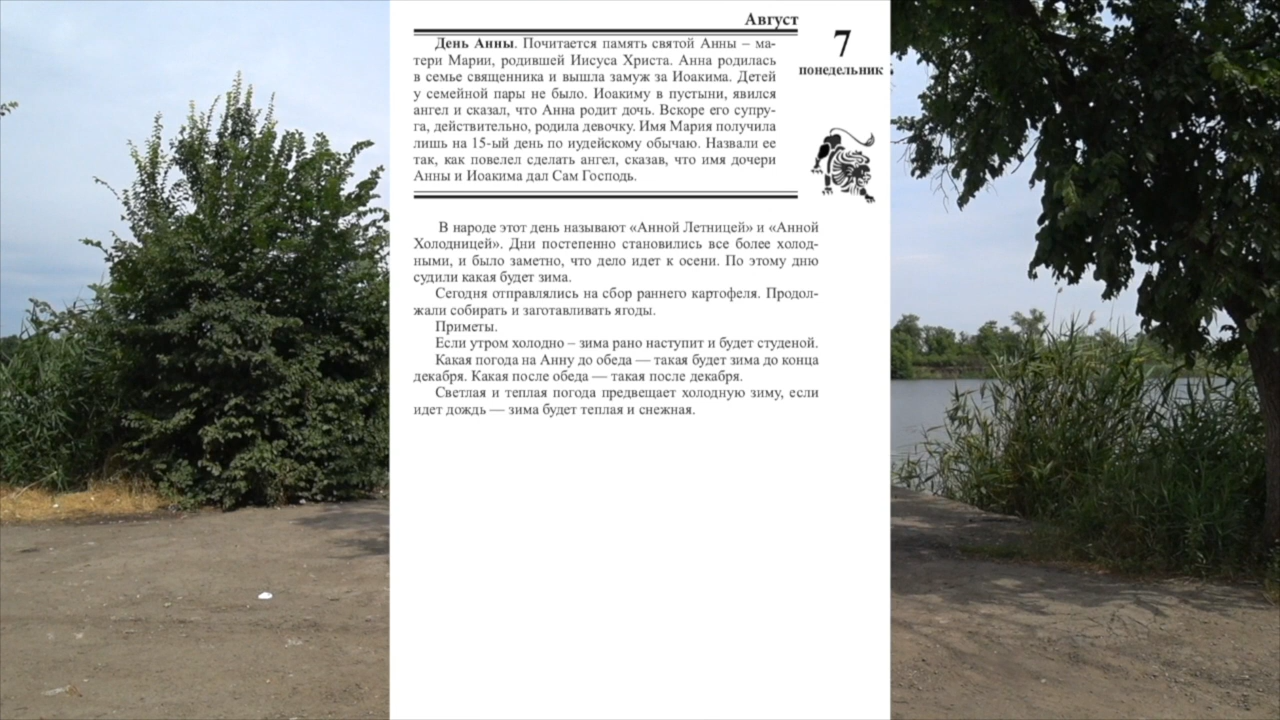 Август
7
понедельник
День Анны. Почитается память святой Анны – ма-
тери Марии, родившей Иисуса Христа. Анна родилась
в семье священника и вышла замуж за Иоакима. Детей
у семейной пары не было. Иоакиму в пустыни, явился
ангел и сказал, что Анна родит дочь. Вскоре его супру-
га, действительно, родила девочку. Имя Мария получила
лишь на 15-ый день по иудейскому обычаю. Назвали ее
так, как повелел сделать ангел, сказав, что имя дочери
Анны и Иоакима дал Сам Господь.
В народе этот день называют «Анной Летницей» и «Анной
Холодницей». Дни постепенно становились все более холод-
ными, и было заметно, что дело идет к осени. По этому дню
судили какая будет зима.
Сегодня отправлялись на сбор раннего картофеля. Продол-
жали собирать и заготавливать ягоды.
Приметы.
Если утром холодно – зима рано наступит и будет студеной.
Какая погода на Анну до обеда — такая будет зима до конца
декабря. Какая после обеда — такая после декабря.
Светлая и теплая погода предвещает холодную зиму, если
идет дождь — зима будет теплая и снежная.